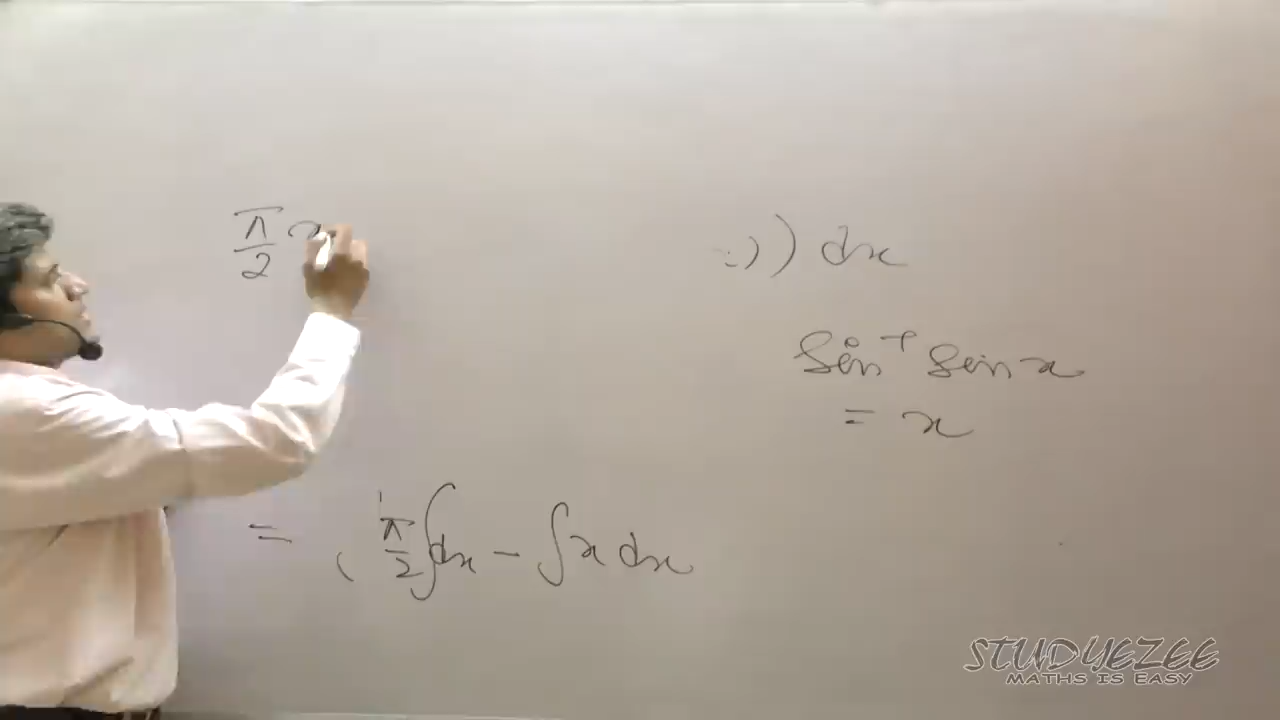 π/2 x
) dx
sin⁻¹ sin x
= x
= π/2 ∫dx − ∫x dx
STUDYEZEE
MATHS IS EASY